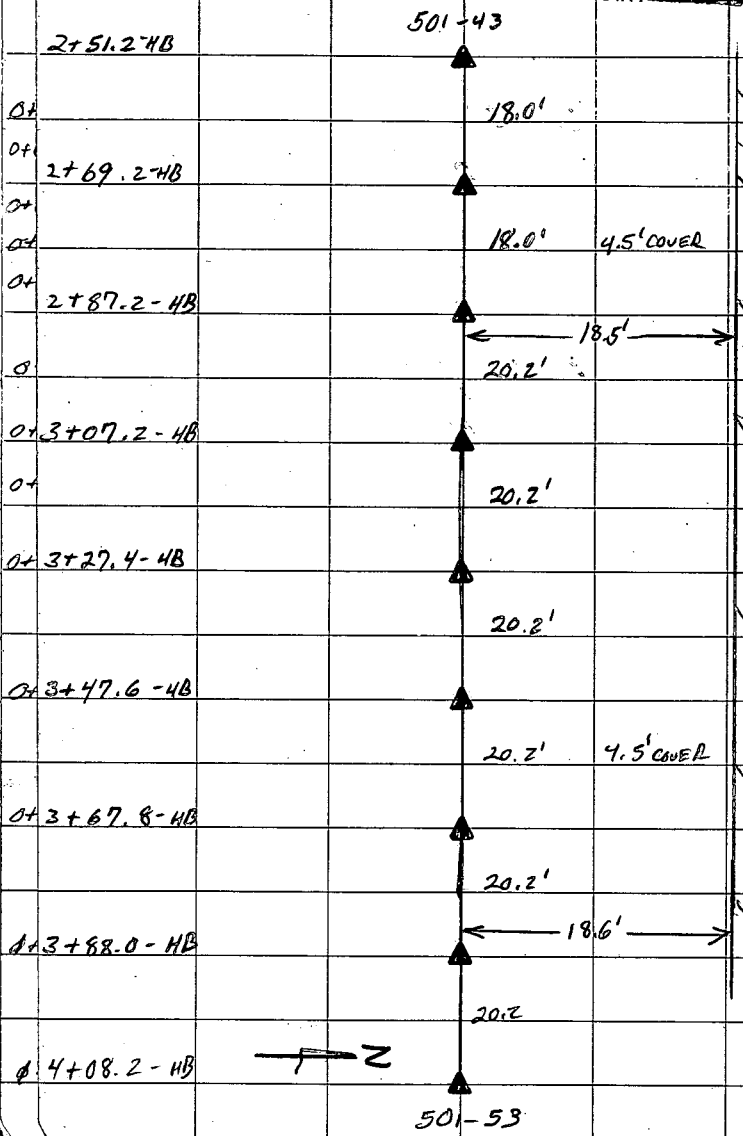 501-43
2+51.2-HB
18.0'
0+
0+
2+69.2-HB
0+
18.0' 4.5' COVER
0+
0+
2+87.2-HB
18.5'
20.2'
0
0+ 3+07.2-HB
20.2'
0+
0+ 3+27.4-HB
20.2'
0+ 3+47.6-HB
20.2' 4.5' COVER
0+ 3+67.8-HB
20.2'
18.6'
0+ 3+88.0-HB
20.2
N
0 4+08.2-HB
501-53